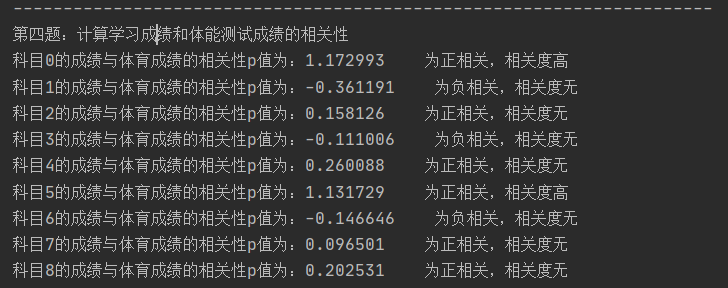 ------------------------------------------------------------------------
第四题：计算学习成绩和体能测试成绩的相关性
科目0的成绩与体育成绩的相关性p值为：1.172993    为正相关，相关度高
科目1的成绩与体育成绩的相关性p值为：-0.361191    为负相关，相关度无
科目2的成绩与体育成绩的相关性p值为：0.158126    为正相关，相关度无
科目3的成绩与体育成绩的相关性p值为：-0.111006    为负相关，相关度无
科目4的成绩与体育成绩的相关性p值为：0.260088    为正相关，相关度无
科目5的成绩与体育成绩的相关性p值为：1.131729    为正相关，相关度高
科目6的成绩与体育成绩的相关性p值为：-0.146646    为负相关，相关度无
科目7的成绩与体育成绩的相关性p值为：0.096501    为正相关，相关度无
科目8的成绩与体育成绩的相关性p值为：0.202531    为正相关，相关度无